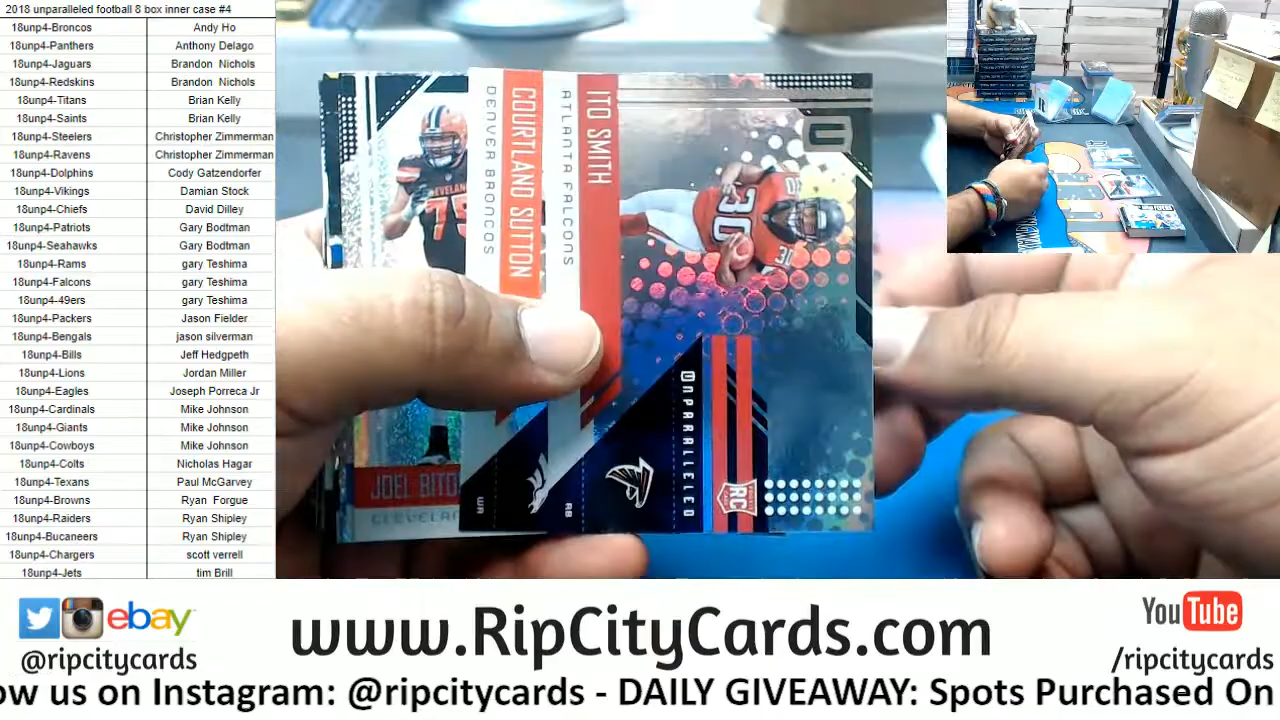 2018 unparalleled football 8 box inner case #4
18unp4-Broncos Andy Ho
18unp4-Panthers Anthony Delago
18unp4-Jaguars Brandon Nichols
18unp4-Redskins Brandon Nichols
18unp4-Titans Brian Kelly
18unp4-Saints Brian Kelly
18unp4-Steelers Christopher Zimmerman
18unp4-Ravens Christopher Zimmerman
18unp4-Dolphins Cody Gatzendorfer
18unp4-Vikings Damian Stock
18unp4-Chiefs David Dilley
18unp4-Patriots Gary Bodtman
18unp4-Seahawks Gary Bodtman
18unp4-Rams gary Teshima
18unp4-Falcons gary Teshima
18unp4-49ers gary Teshima
18unp4-Packers Jason Fielder
18unp4-Bengals jason silverman
18unp4-Bills Jeff Hedgpeth
18unp4-Lions Jordan Miller
18unp4-Eagles Joseph Porreca Jr
18unp4-Cardinals Mike Johnson
18unp4-Giants Mike Johnson
18unp4-Cowboys Mike Johnson
18unp4-Colts Nicholas Hagar
18unp4-Texans Paul McGarvey
18unp4-Browns Ryan Forgue
18unp4-Raiders Ryan Shipley
18unp4-Bucaneers Ryan Shipley
18unp4-Chargers scott verrell
18unp4-Jets tim Brill
ITO SMITH
ATLANTA FALCONS
RB
UNPARALLELED
RC
U
30
COURTLAND SUTTON
DENVER BRONCOS
WR
75
JOEL BITO
CLEVELAN
ebay
@ripcitycards
www.RipCityCards.com
YouTube
/ripcitycards
ow us on Instagram: @ripcitycards - DAILY GIVEAWAY: Spots Purchased On